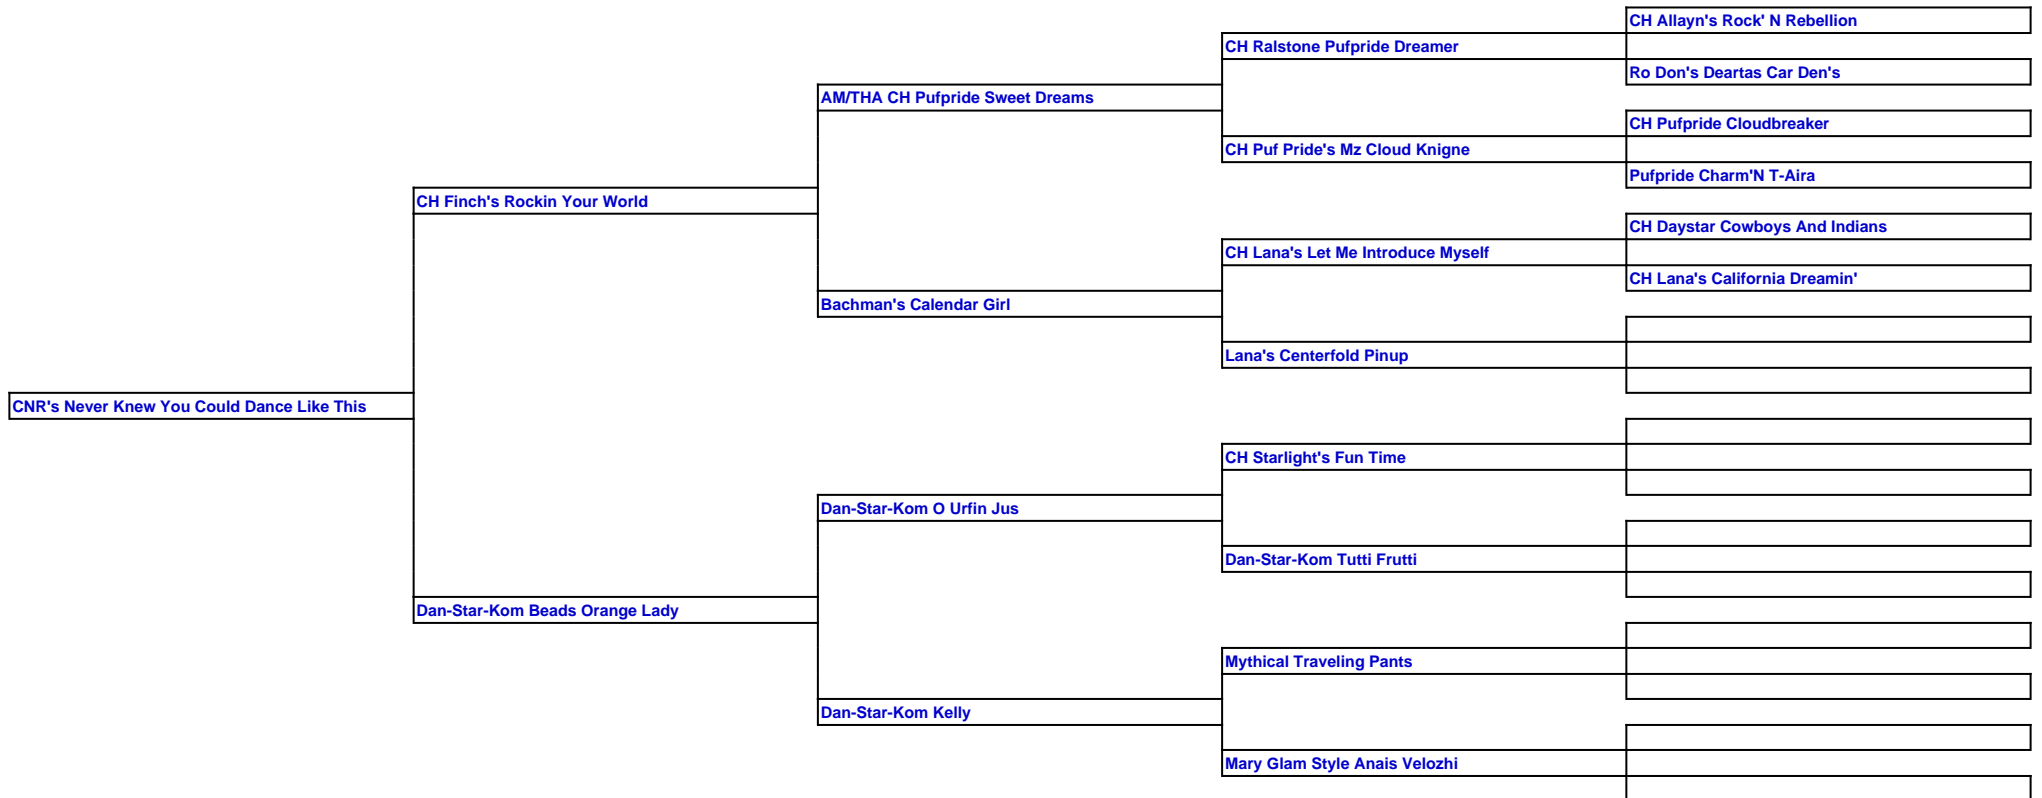 CH Allayn's Rock' N Rebellion
CH Ralstone Pufpride Dreamer
Ro Don's Deartas Car Den's
AM/THA CH Pufpride Sweet Dreams
CH Pufpride Cloudbreaker
CH Puf Pride's Mz Cloud Knigne
Pufpride Charm'N T-Aira
CH Finch's Rockin Your World
CH Daystar Cowboys And Indians
CH Lana's Let Me Introduce Myself
CH Lana's California Dreamin'
Bachman's Calendar Girl
Lana's Centerfold Pinup
CNR's Never Knew You Could Dance Like This
CH Starlight's Fun Time
Dan-Star-Kom O Urfin Jus
Dan-Star-Kom Tutti Frutti
Dan-Star-Kom Beads Orange Lady
Mythical Traveling Pants
Dan-Star-Kom Kelly
Mary Glam Style Anais Velozhi